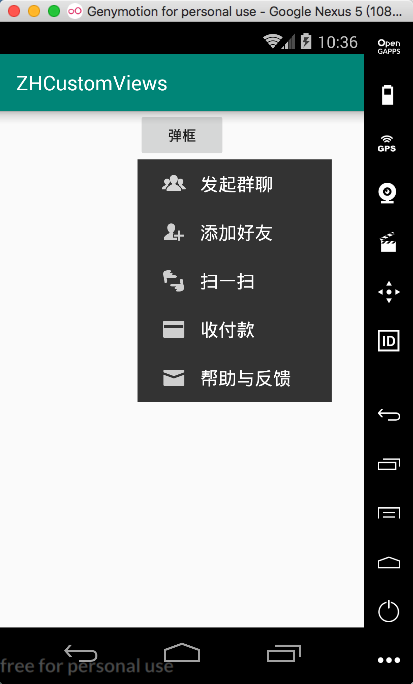 Genymotion for personal use - Google Nexus 5 (108...
10:36
Open
GAPPS
ZHCustomViews
弹框
GPS
发起群聊
添加好友
扫一扫
收付款
帮助与反馈
ID
free for personal use